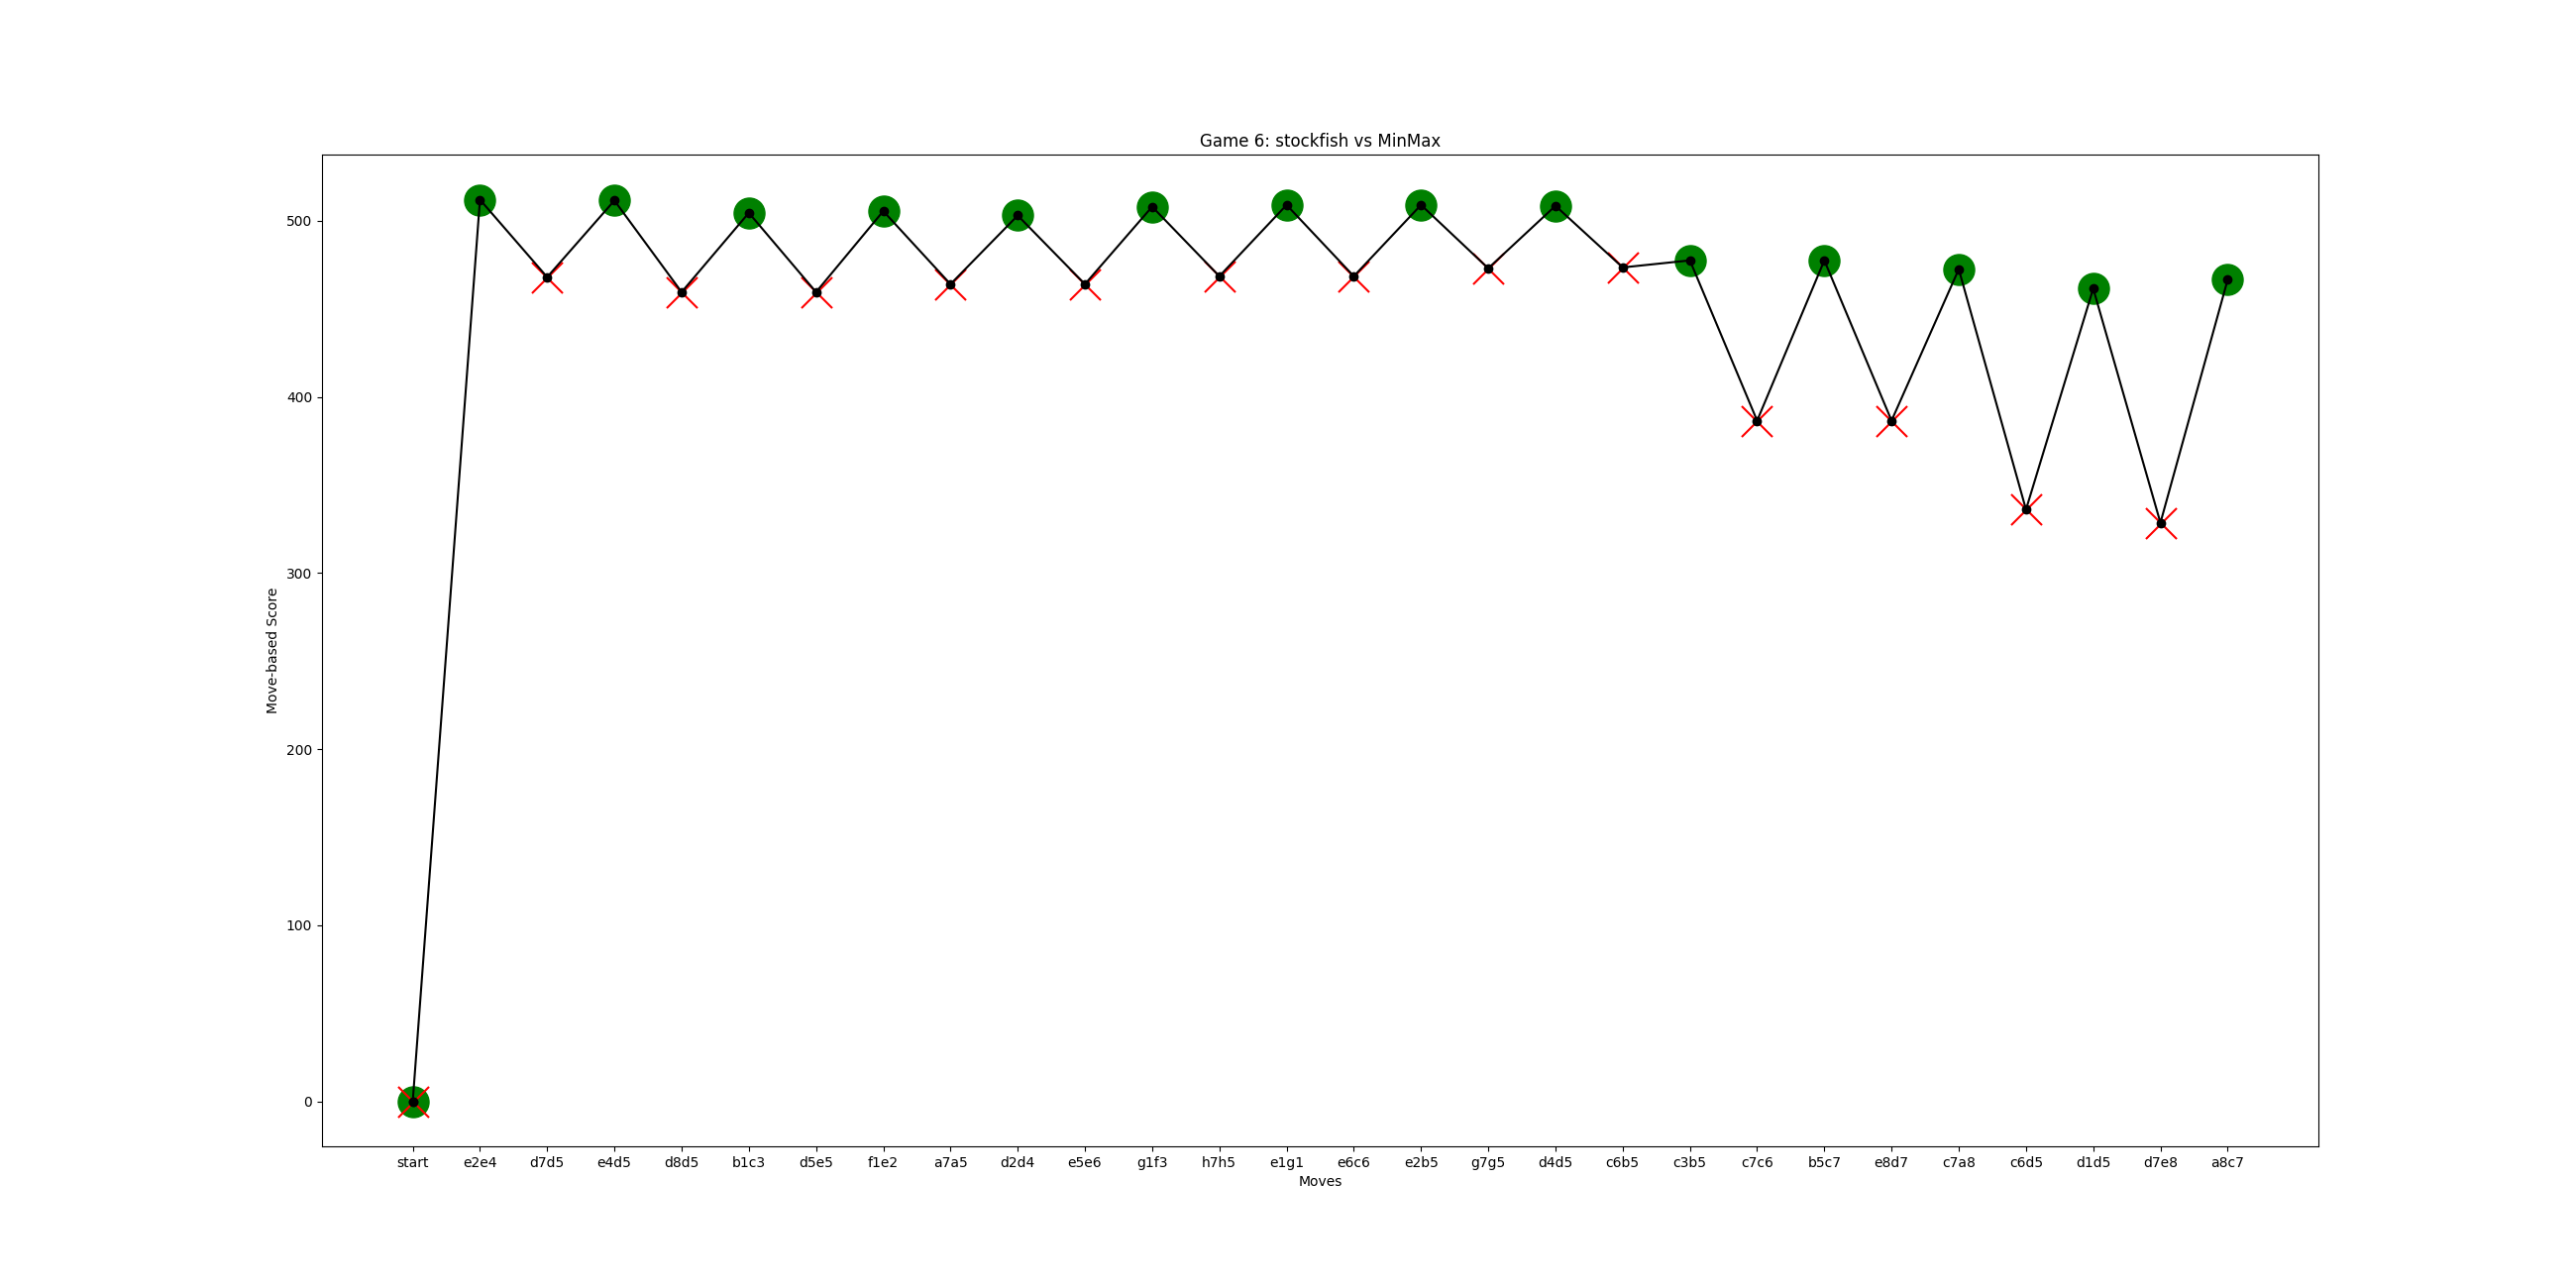 Game 6: stockfish vs MinMax
Move-based Score
500
400
300
200
100
0
start e2e4 d7d5 e4d5 d8d5 b1c3 d5e5 f1e2 a7a5 d2d4 e5e6 g1f3 h7h5 e1g1 e6c6 e2b5 g7g5 d4d5 c6b5 c3b5 c7c6 b5c7 e8d7 c7a8 c6d5 d1d5 d7e8 a8c7
Moves